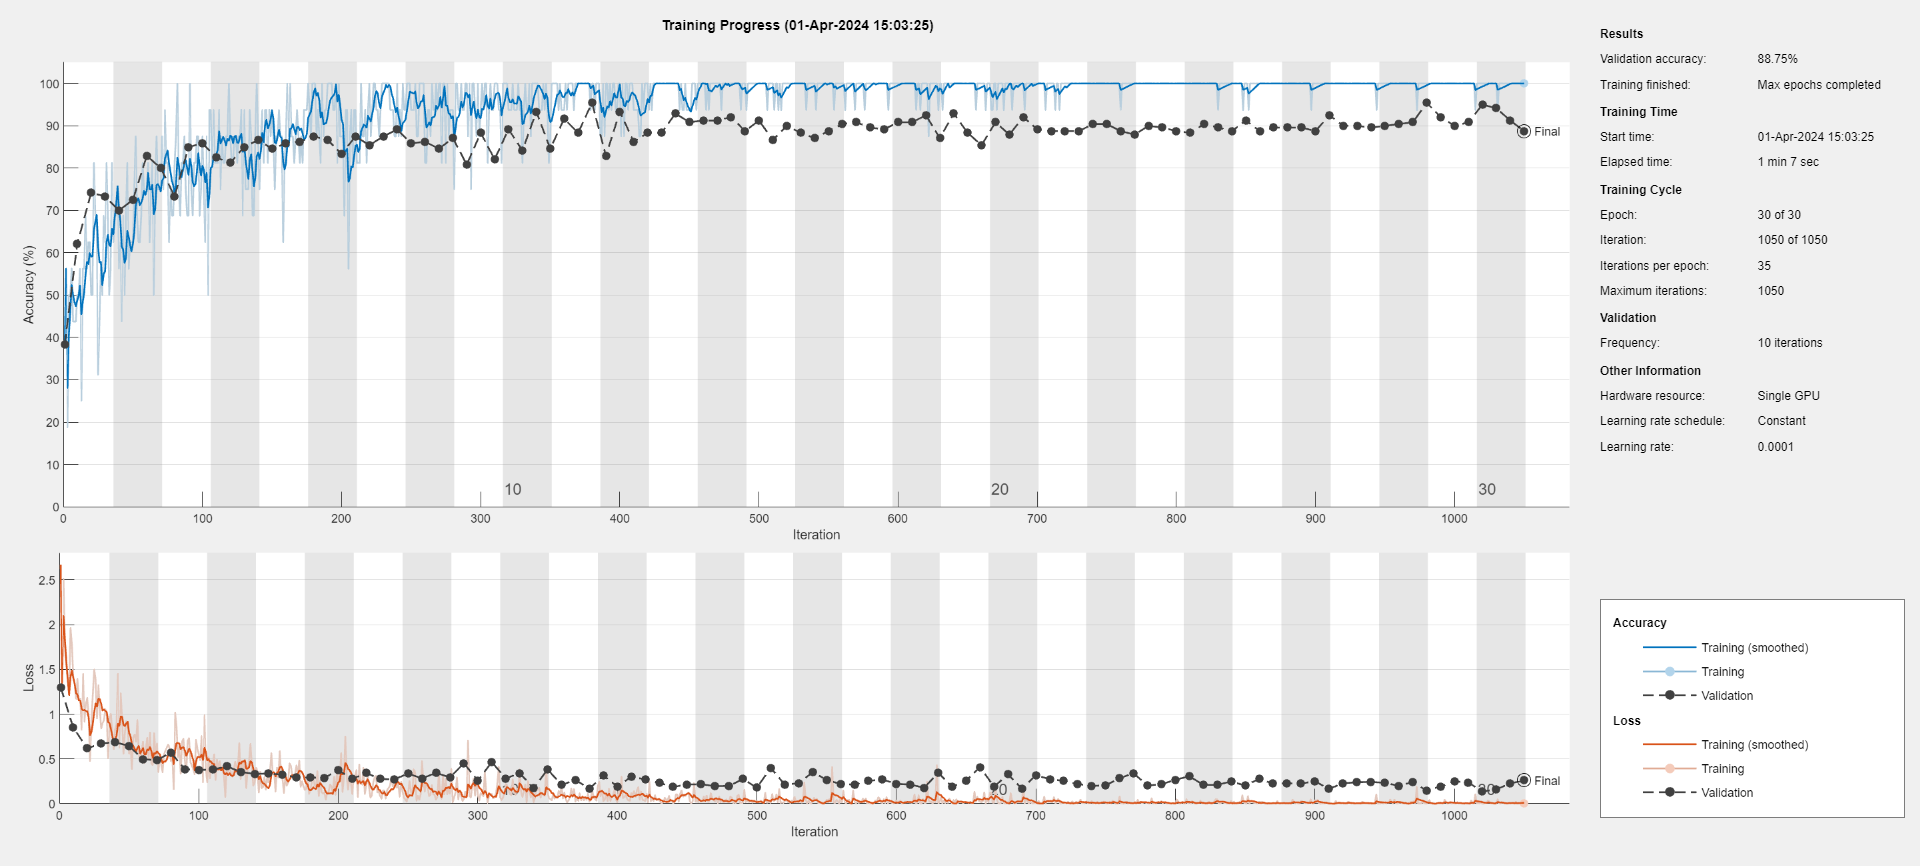 Training Progress (01-Apr-2024 15:03:25)
100
90
80
70
60
50
40
30
20
10
0
Accuracy (%)
Final
10
20
30
0 100 200 300 400 500 600 700 800 900 1000
Iteration
2.5
2
1.5
1
0.5
0
Loss
Final
30
0 100 200 300 400 500 600 700 800 900 1000
Iteration
Results
Validation accuracy: 88.75%
Training finished: Max epochs completed
Training Time
Start time: 01-Apr-2024 15:03:25
Elapsed time: 1 min 7 sec
Training Cycle
Epoch: 30 of 30
Iteration: 1050 of 1050
Iterations per epoch: 35
Maximum iterations: 1050
Validation
Frequency: 10 iterations
Other Information
Hardware resource: Single GPU
Learning rate schedule: Constant
Learning rate: 0.0001
Accuracy
Training (smoothed)
Training
Validation
Loss
Training (smoothed)
Training
Validation